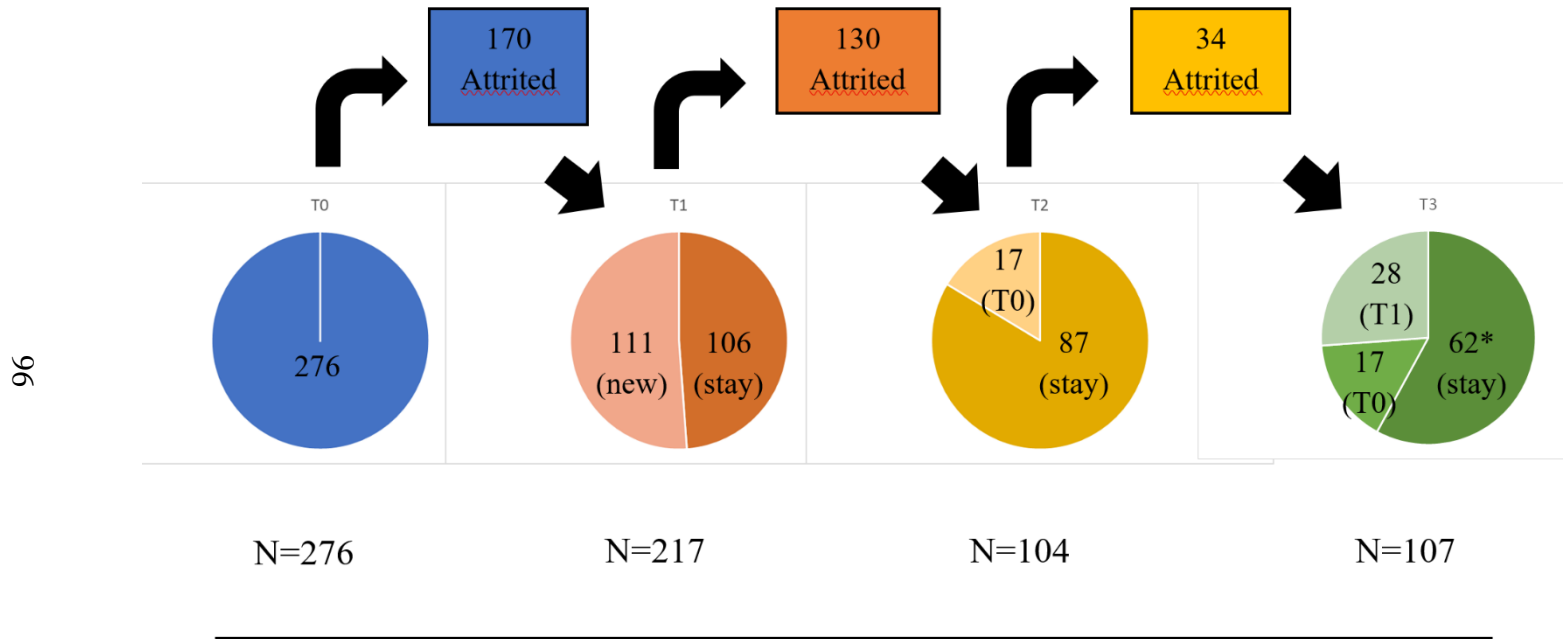 170
Attrited
130
Attrited
34
Attrited
T0
T1
T2
T3
276
111
(new)
106
(stay)
17
(T0)
87
(stay)
28
(T1)
17
(T0)
62*
(stay)
96
N=276
N=217
N=104
N=107